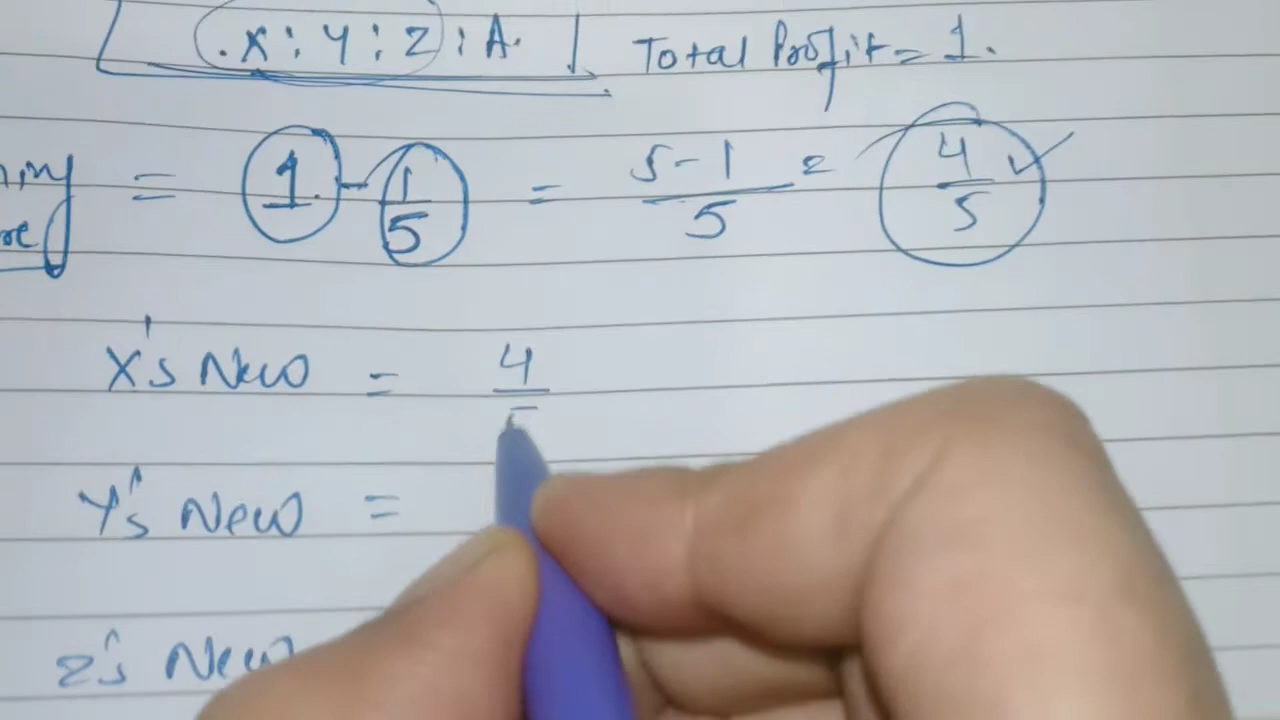 X : Y : Z : A. Total Profit = 1.
= 1 - 1/5 = 5-1/5 = 4/5 ✓
X's New = 4/
Y's New =
Z's New